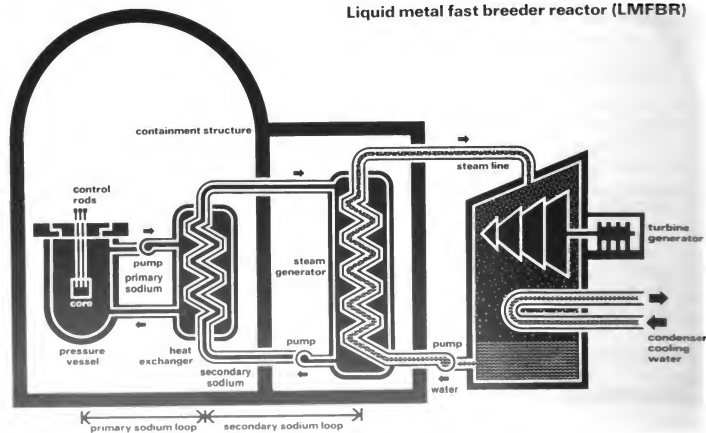 Liquid metal fast breeder reactor (LMFBR)
containment structure
steam line
control
rods
turbine
generator
pump
primary
sodium
steam
generator
core
pump
pump
condenser
cooling
water
pressure
vessel
heat
exchanger
secondary
sodium
water
primary sodium loop
secondary sodium loop